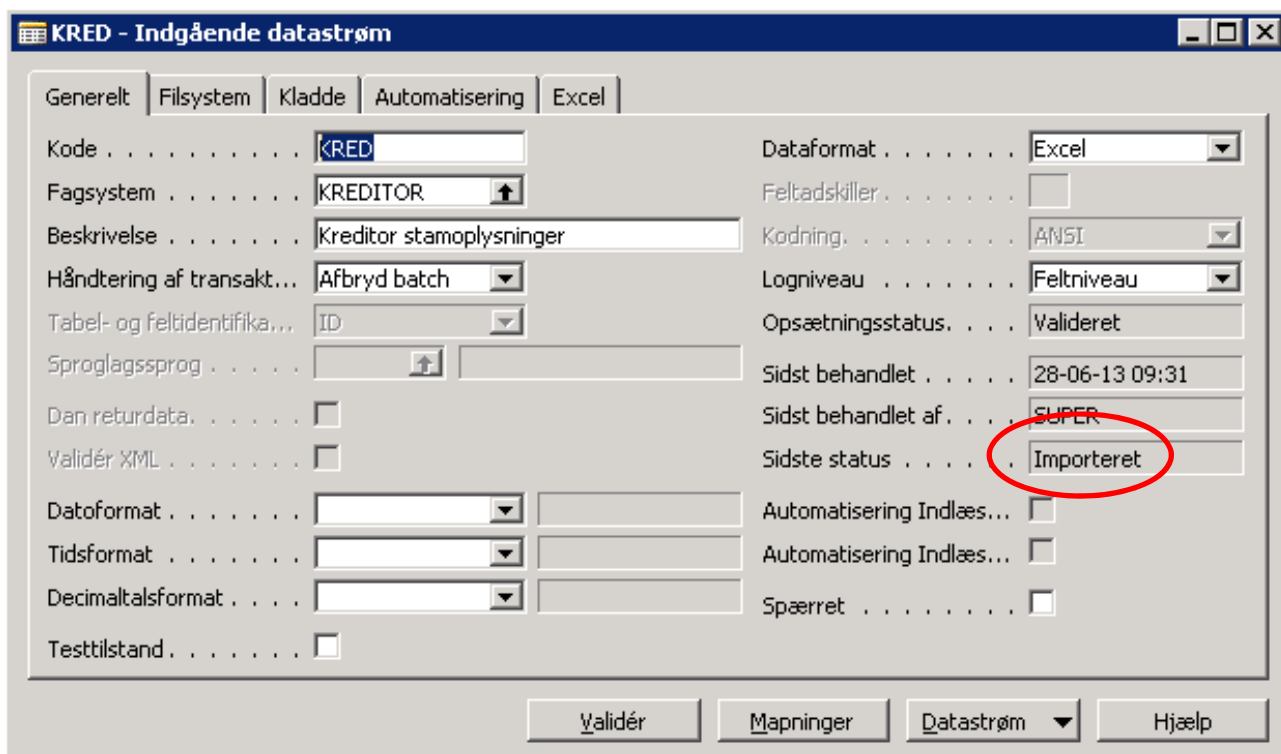 KRED - Indgående datastrøm
Generelt Filsystem Kladde Automatisering Excel
Kode . . . . . . . . . . KRED
Fagsystem . . . . . . . KREDITOR
Beskrivelse . . . . . . . Kreditor stamoplysninger
Håndtering af transakt... Afbryd batch
Tabel- og feltidentifika... ID
Sproglagssprog . . . . .
Dan returdata. . . . . .
Validér XML . . . . . . .
Datoformat . . . . . . .
Tidsformat . . . . . . .
Decimaltalsformat . . . .
Testtilstand. . . . . . .
Dataformat . . . . . . . Excel
Feltadskiller . . . . . . .
Kodning. . . . . . . . . ANSI
Logniveau . . . . . . . Feltniveau
Opsætningsstatus. . . . Valideret
Sidst behandlet . . . . . 28-06-13 09:31
Sidst behandlet af. . . . SUPER
Sidste status . . . . . . Importeret
Automatisering Indlæs...
Automatisering Indlæs...
Spærret . . . . . . . .
Validér Mapninger Datastrøm Hjælp